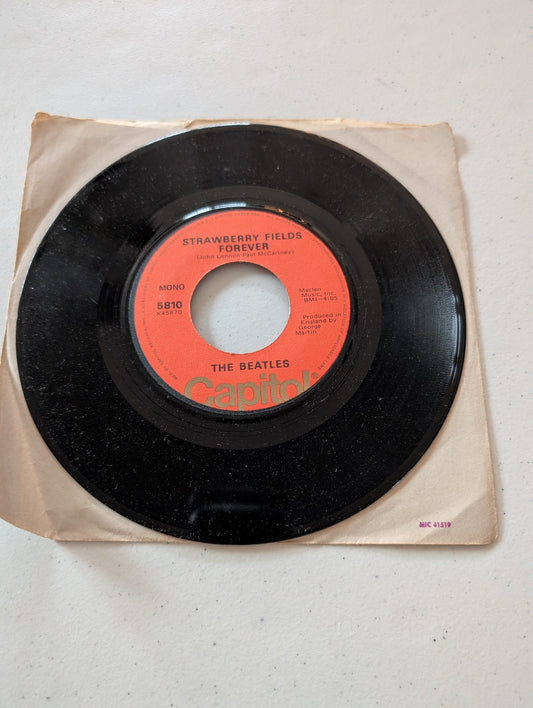 STRAWBERRY FIELDS
FOREVER
(John Lennon-Paul McCartney)
MONO
5810
X45870
Maclen
Music, Inc.
BMI-4:05
Produced in
England by
George
Martin
THE BEATLES
Capitol
MIC 41519